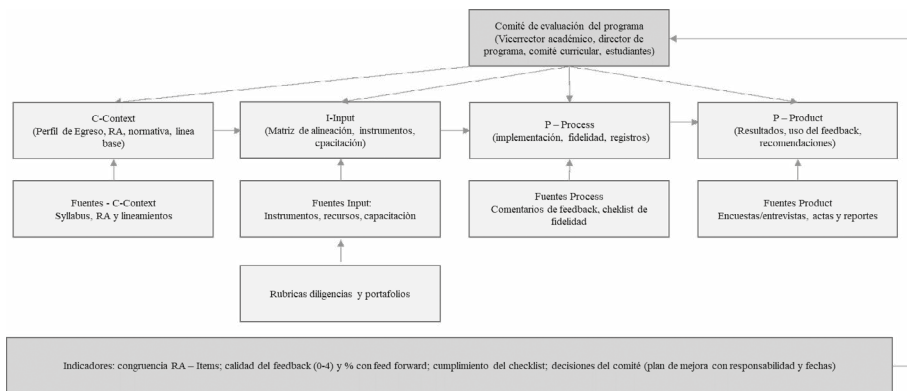 Comité de evaluación del programa
(Vicerrector académico, director de
programa, comité curricular, estudiantes)
C-Context
(Perfil de Egreso, RA, normativa, linea
base)
I-Input
(Matriz de alineación, instrumentos,
cpacitación)
P – Process
(implementación, fidelidad, registros)
P – Product
(Resultados, uso del feedback,
recomendaciones)
Fuentes - C-Context
Syllabus, RA y lineamientos
Fuentes Input:
Instrumentos, recursos, capacitación
Fuentes Process
Comentarios de feedback, cheklist de
fidelidad
Fuentes Product
Encuestas/entrevistas, actas y reportes
Rubricas diligencias y portafolios
Indicadores: congruencia RA – Items; calidad del feedback (0-4) y % con feed forward; cumplimiento del checklist; decisiones del comité (plan de mejora con responsabilidad y fechas)